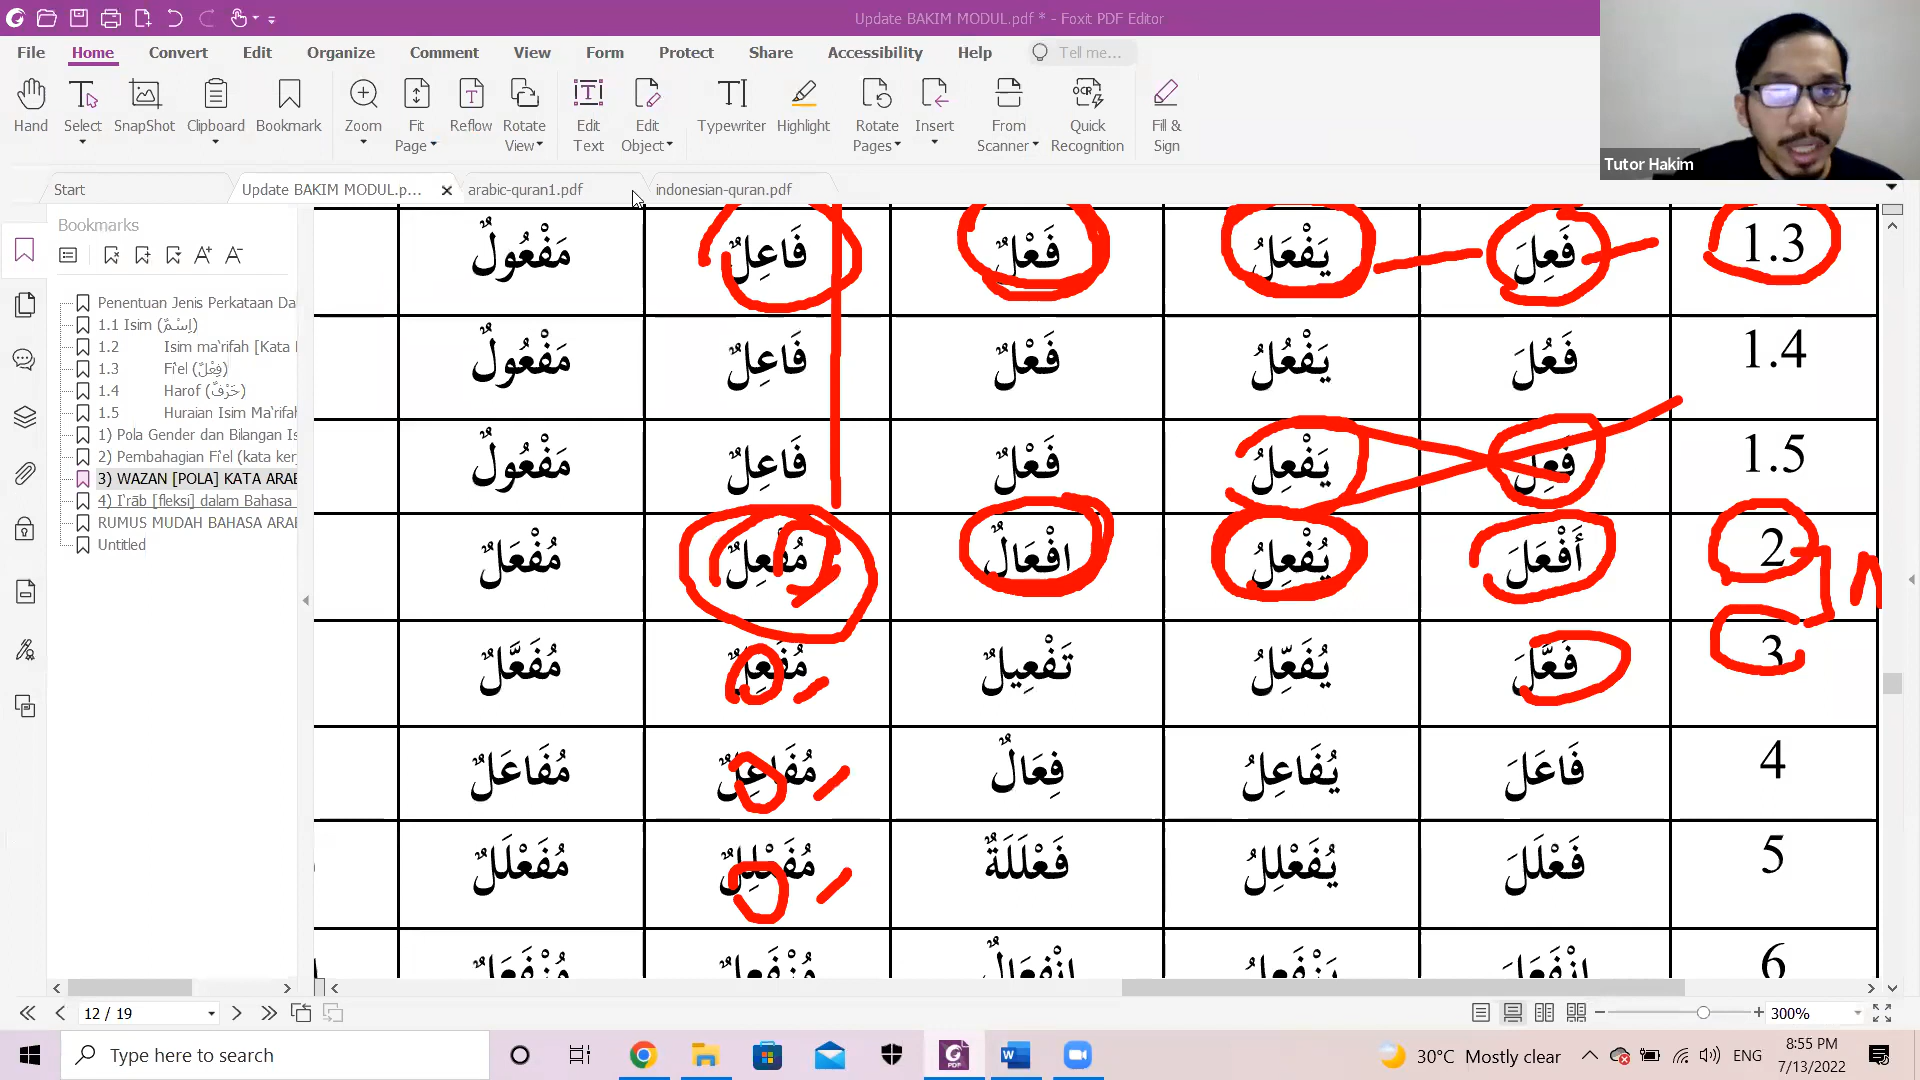 Update BAKIM MODUL.pdf * - Foxit PDF Editor
File Home Convert Edit Organize Comment View Form Protect Share Accessibility Help Tell me...
Hand Select SnapShot Clipboard Bookmark Zoom Fit Page Reflow Rotate View Edit Text Edit Object Typewriter Highlight Rotate Pages Insert From Scanner Quick Recognition Fill & Sign
Tutor Hakim
Start Update BAKIM MODUL.p... arabic-quran1.pdf indonesian-quran.pdf
Bookmarks
Penentuan Jenis Perkataan Da
1.1 Isim (اِسْمٌ)
1.2 Isim ma'rifah [Kata
1.3 Fi'el (فِعْلٌ)
1.4 Harof (حَرْفٌ)
1.5 Huraian Isim Ma'rifah
1) Pola Gender dan Bilangan Is
2) Pembahagian Fi'el (kata ker
3) WAZAN [POLA] KATA ARAB
4) I'rāb [fleksi] dalam Bahasa
RUMUS MUDAH BAHASA ARA
Untitled
1.3 فَعِلَ يَفْعَلُ فَعْلٌ فَاعِلٌ مَفْعُولٌ
1.4 فَعُلَ يَفْعُلُ فَعْلٌ فَاعِلٌ مَفْعُولٌ
1.5 فَعِلَ يَفْعِلُ فَعْلٌ فَاعِلٌ مَفْعُولٌ
2 أَفْعَلَ يُفْعِلُ افْعَالٌ مُفْعِلٌ مُفْعَلٌ
3 فَعَّلَ يُفَعِّلُ تَفْعِيلٌ مُفَعِّلٌ مُفَعَّلٌ
4 فَاعَلَ يُفَاعِلُ فِعَالٌ مُفَاعِلٌ مُفَاعَلٌ
5 فَعْلَلَ يُفَعْلِلُ فَعْلَلَةٌ مُفَعْلِلٌ مُفَعْلَلٌ
6 انْفَعَلَ يَنْفَعِلُ انْفِعَالٌ مُنْفَعِلٌ مُنْفَعَلٌ
12 / 19
300%
Type here to search
30°C Mostly clear
ENG
8:55 PM
7/13/2022